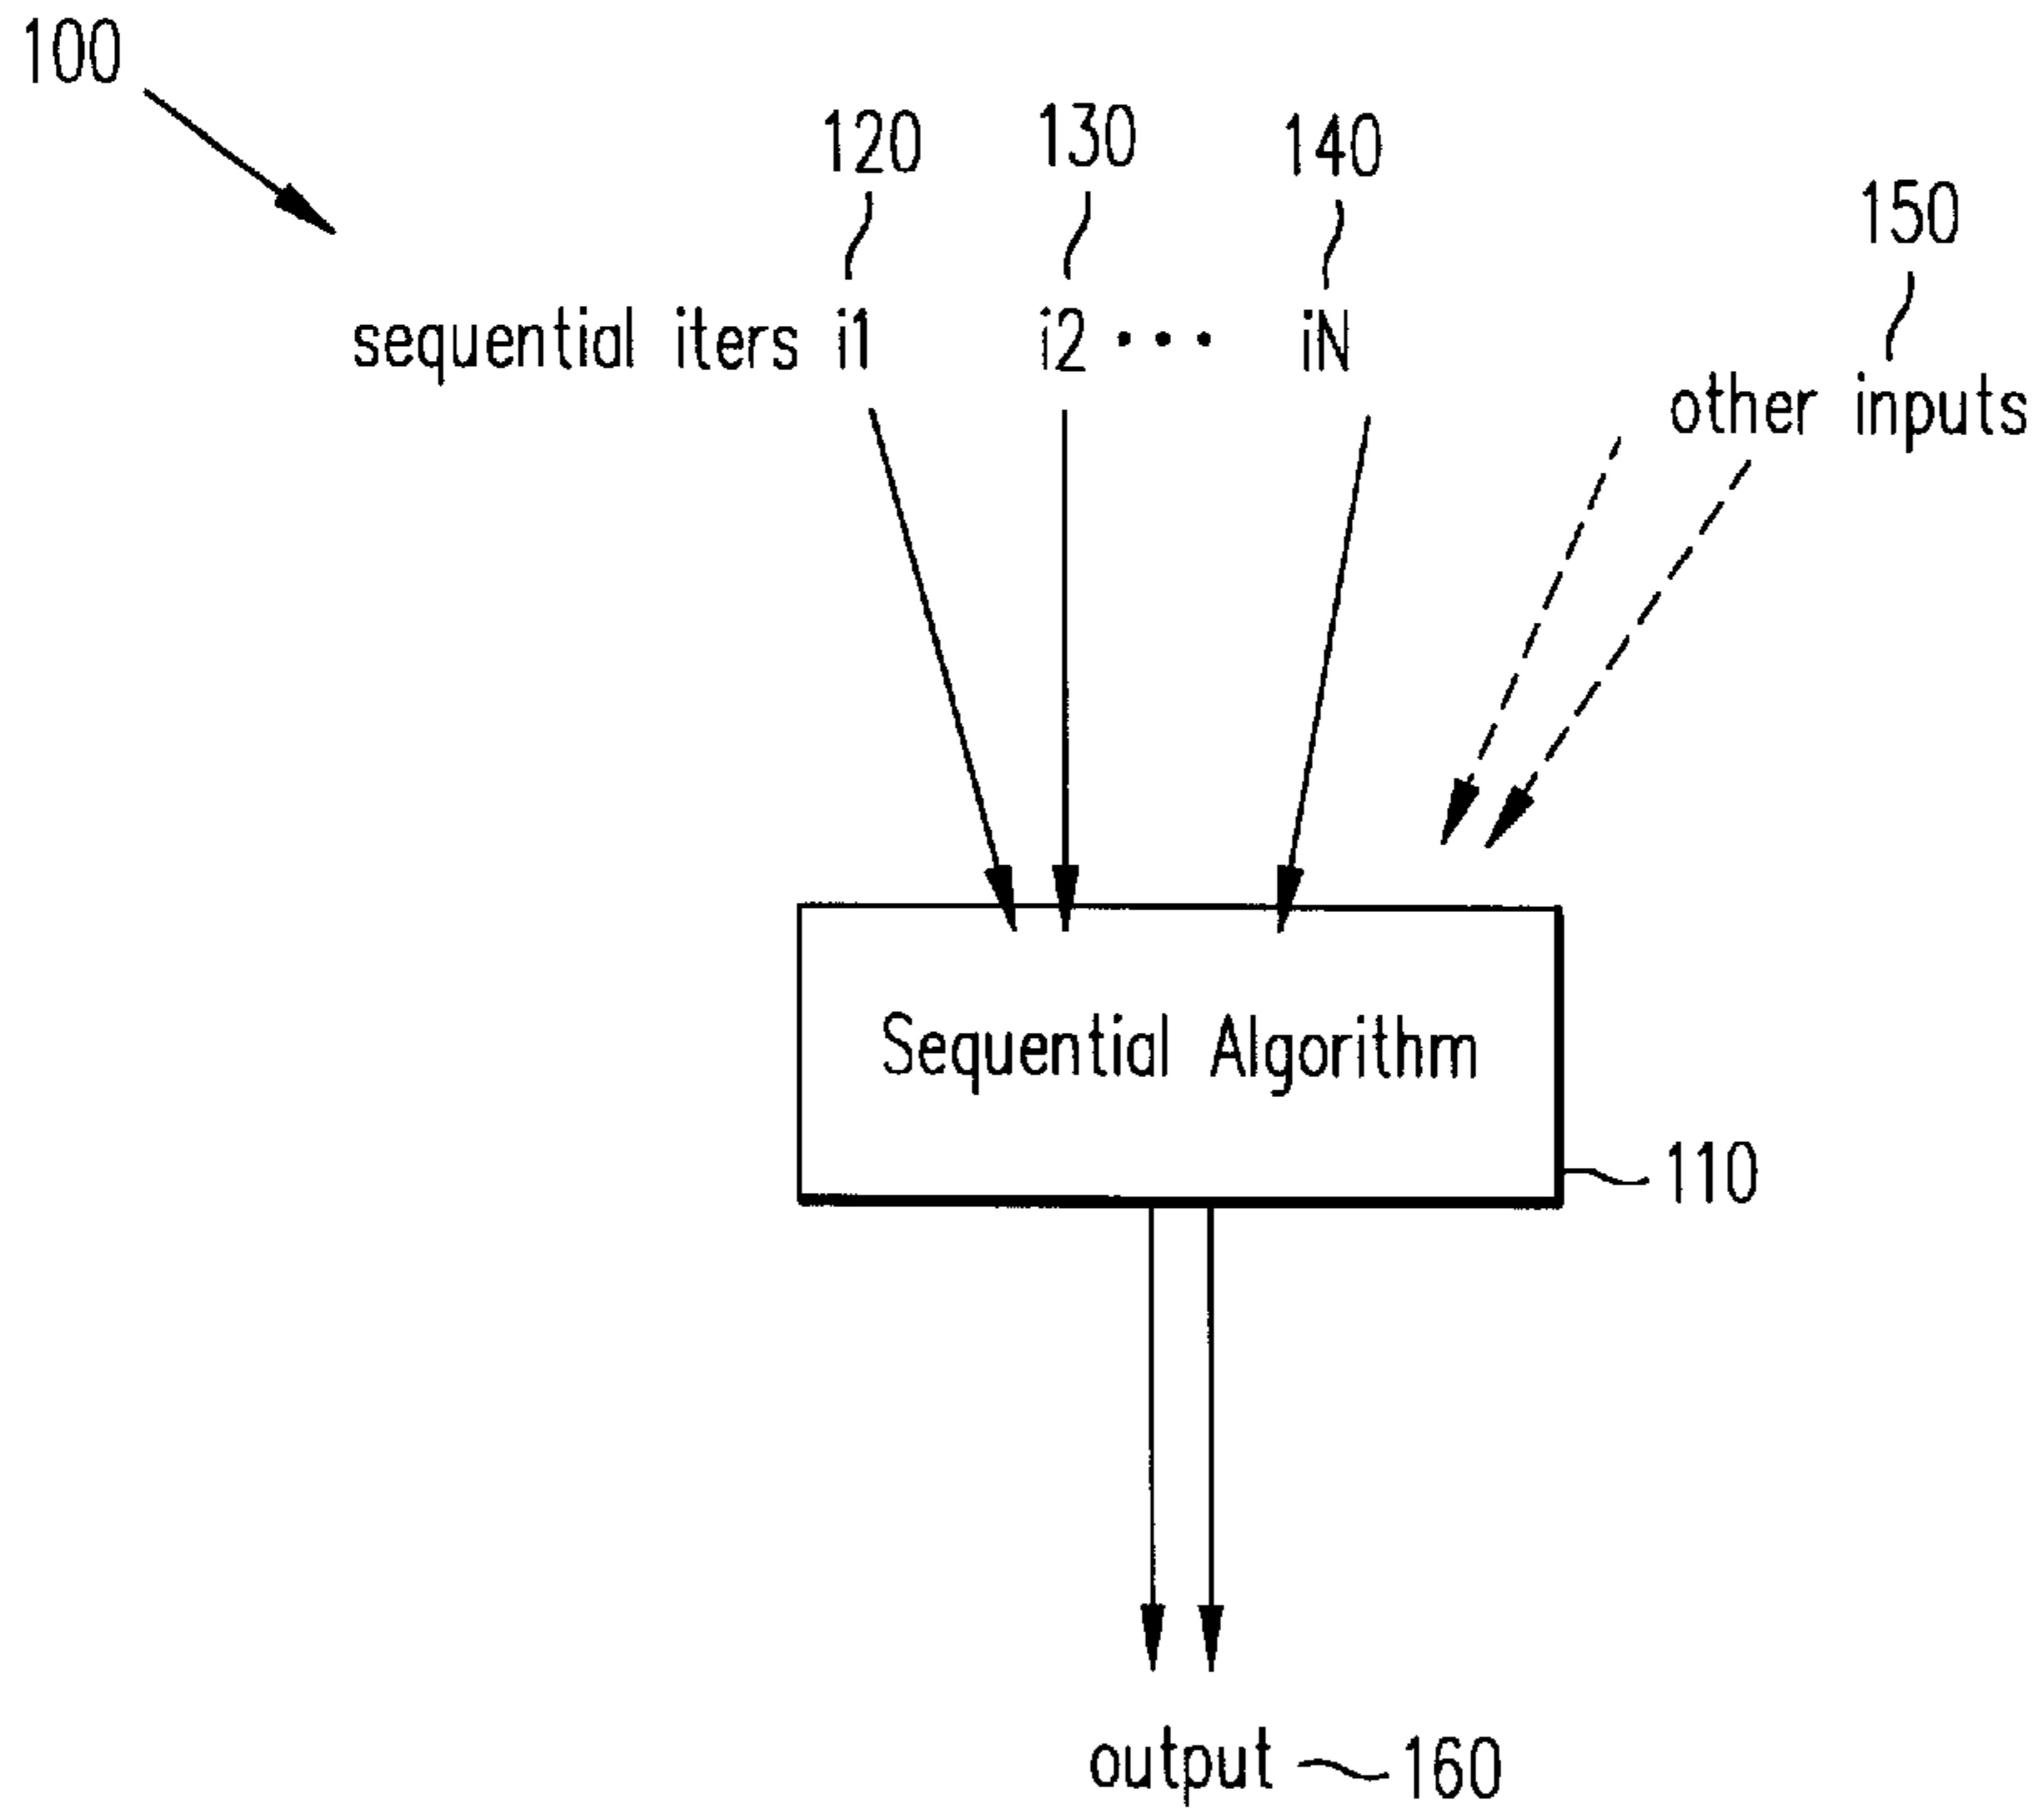 100
120 130 140
150
sequential iters i1 i2 ••• iN
other inputs
Sequential Algorithm
110
output 160